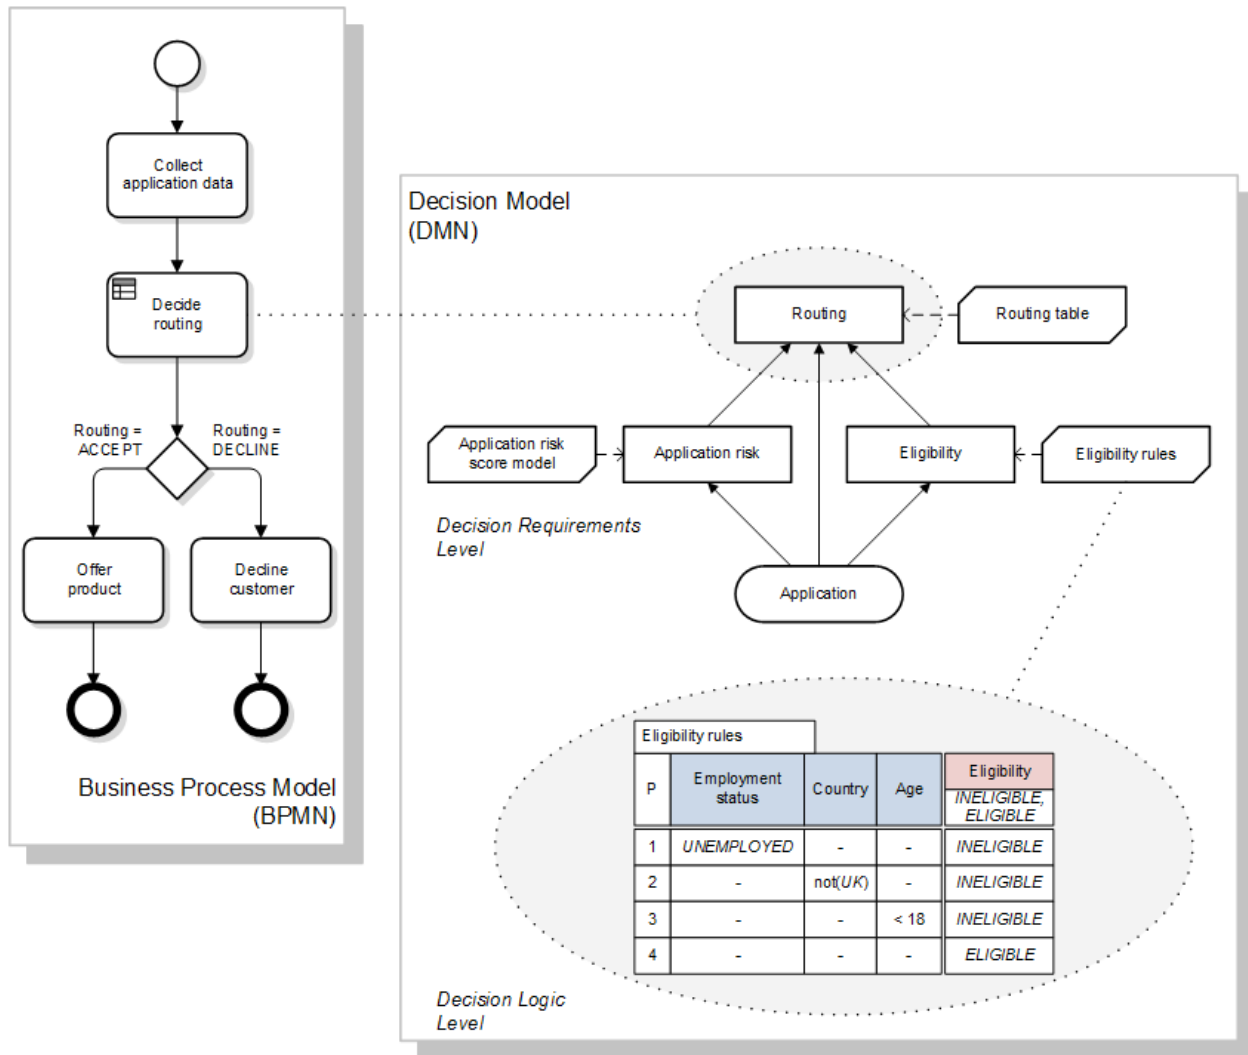 Collect
application data
Decide
routing
Routing =
ACCEPT
Routing =
DECLINE
Offer
product
Decline
customer
Business Process Model
(BPMN)
Decision Model
(DMN)
Routing
Routing table
Application risk
score model
Application risk
Eligibility
Eligibility rules
Decision Requirements
Level
Application
Eligibility rules
P
Employment
status
Country
Age
Eligibility
INELIGIBLE,
ELIGIBLE
1 UNEMPLOYED - - INELIGIBLE
2 - not(UK) - INELIGIBLE
3 - - < 18 INELIGIBLE
4 - - - ELIGIBLE
Decision Logic
Level